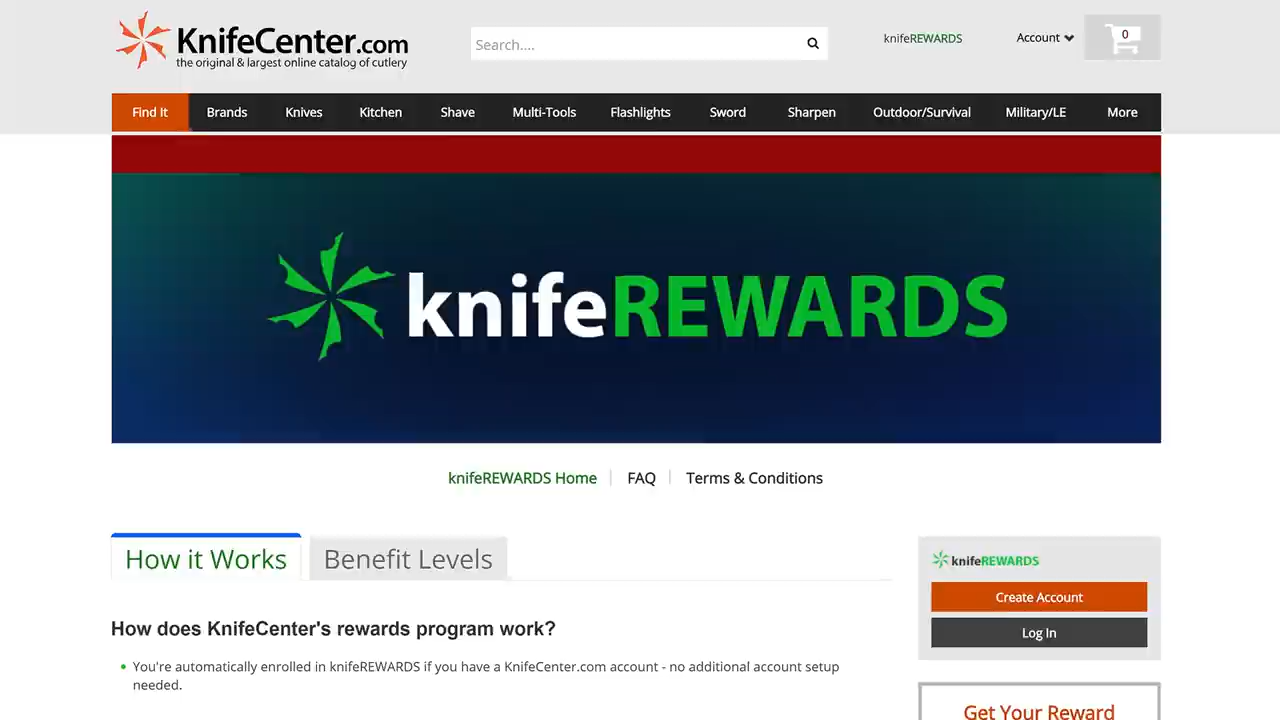 KnifeCenter.com
the original & largest online catalog of cutlery
Search....
knifeREWARDS
Account
0
Find It
Brands
Knives
Kitchen
Shave
Multi-Tools
Flashlights
Sword
Sharpen
Outdoor/Survival
Military/LE
More
knifeREWARDS
knifeREWARDS Home
FAQ
Terms & Conditions
How it Works
Benefit Levels
How does KnifeCenter's rewards program work?
You're automatically enrolled in knifeREWARDS if you have a KnifeCenter.com account - no additional account setup
needed.
knifeREWARDS
Create Account
Log In
Get Your Reward